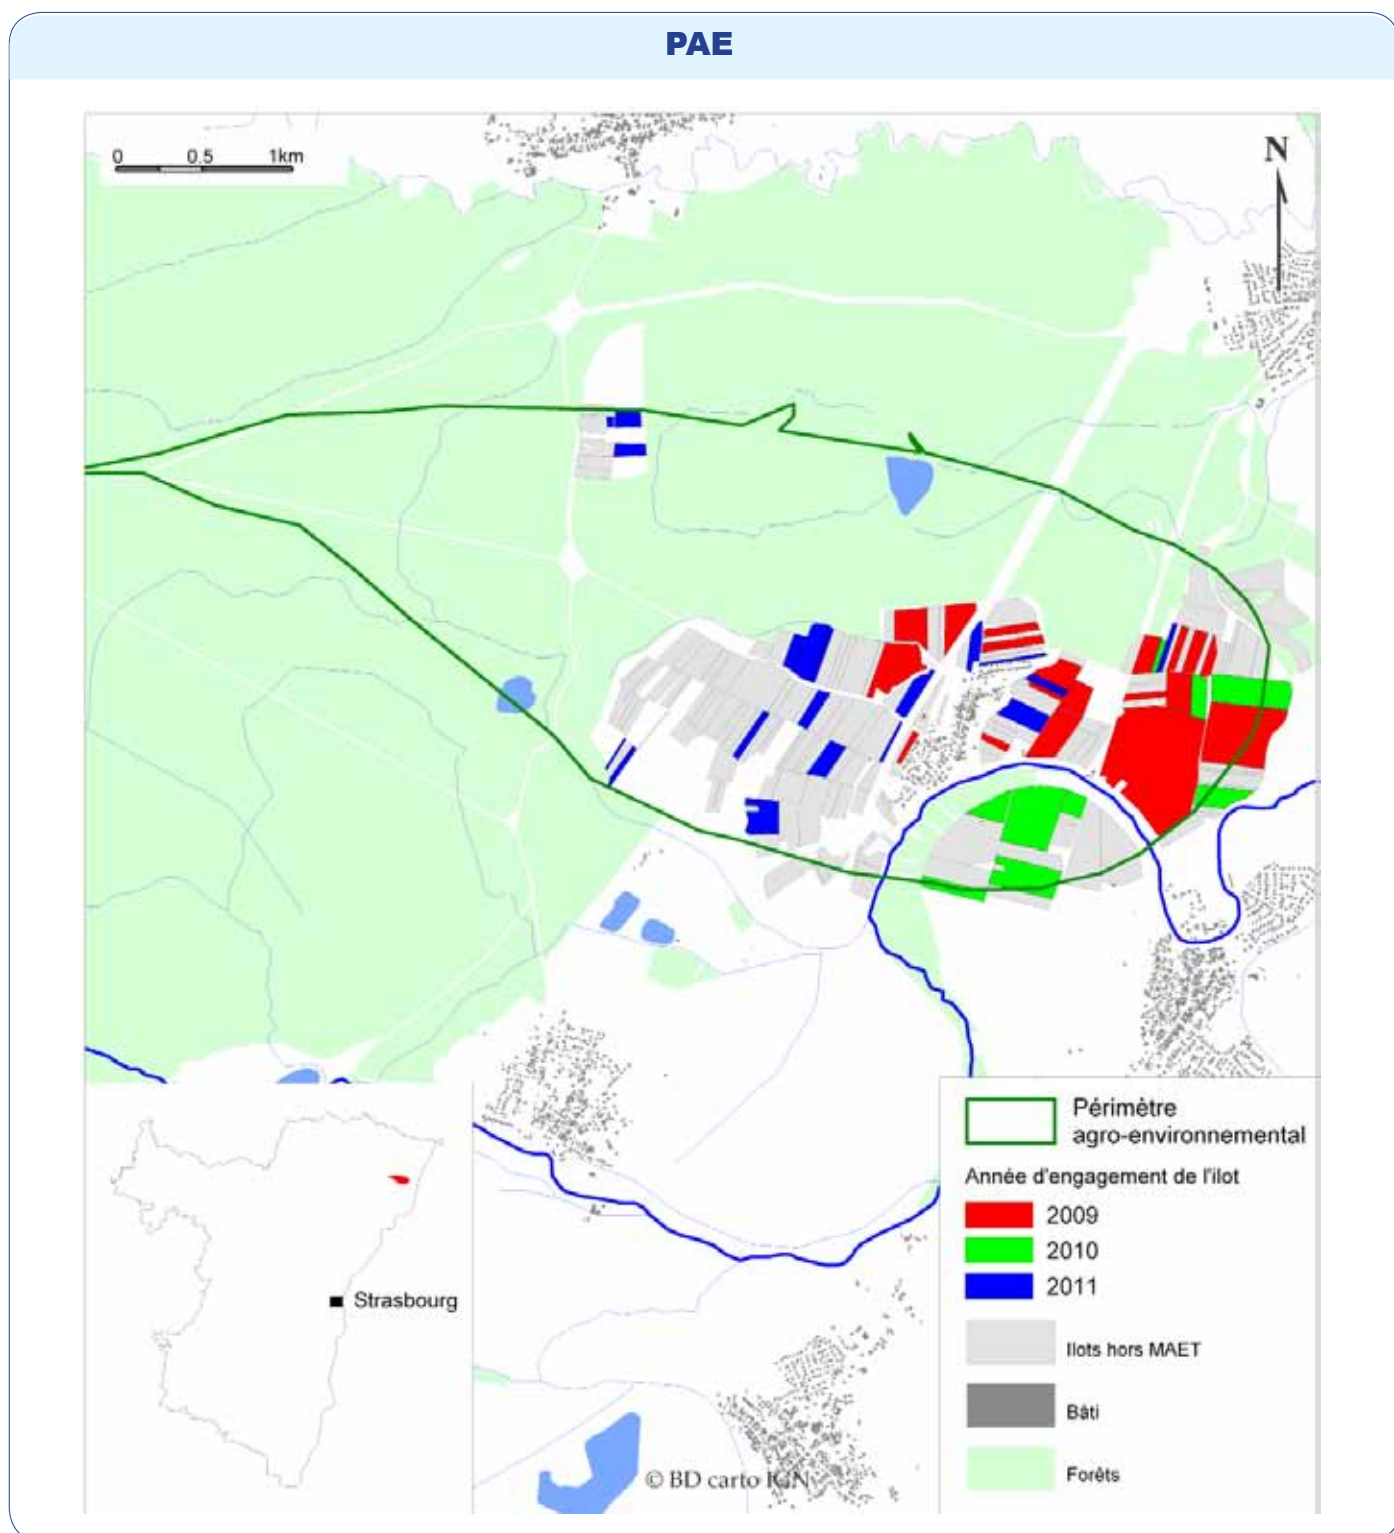 PAE
0 0.5 1km
N
Périmètre
agro-environnemental
Année d'engagement de l'ilot
2009
2010
2011
Strasbourg
Ilots hors MAET
Bâti
Forêts
© BD carto IGN